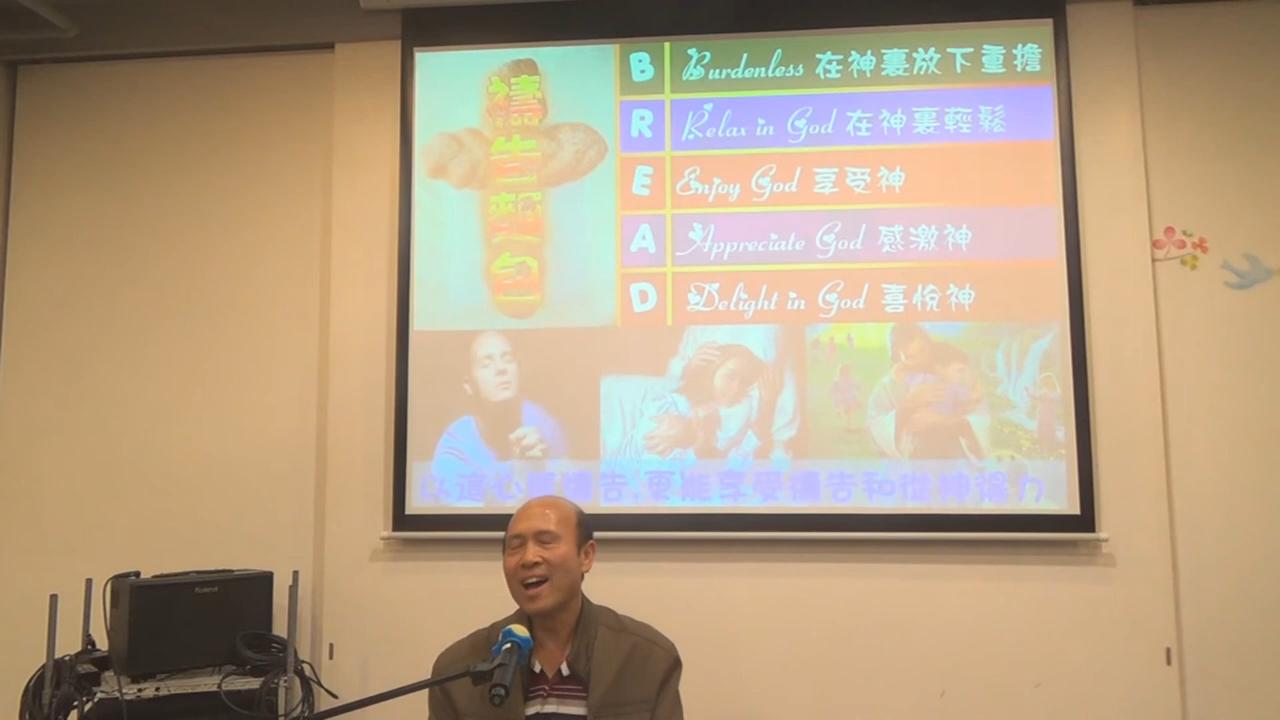 禱
告
麵
包
B Burdenless 在神裏放下重擔
R Relax in God 在神裏輕鬆
E Enjoy God 享受神
A Appreciate God 感激神
D Delight in God 喜悅神
以這心態禱告,更能享受禱告和從神得力
Roland